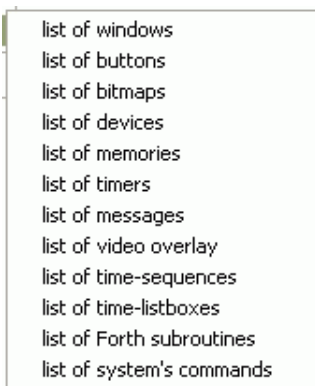 list of windows
list of buttons
list of bitmaps
list of devices
list of memories
list of timers
list of messages
list of video overlay
list of time-sequences
list of time-listboxes
list of Forth subroutines
list of system's commands